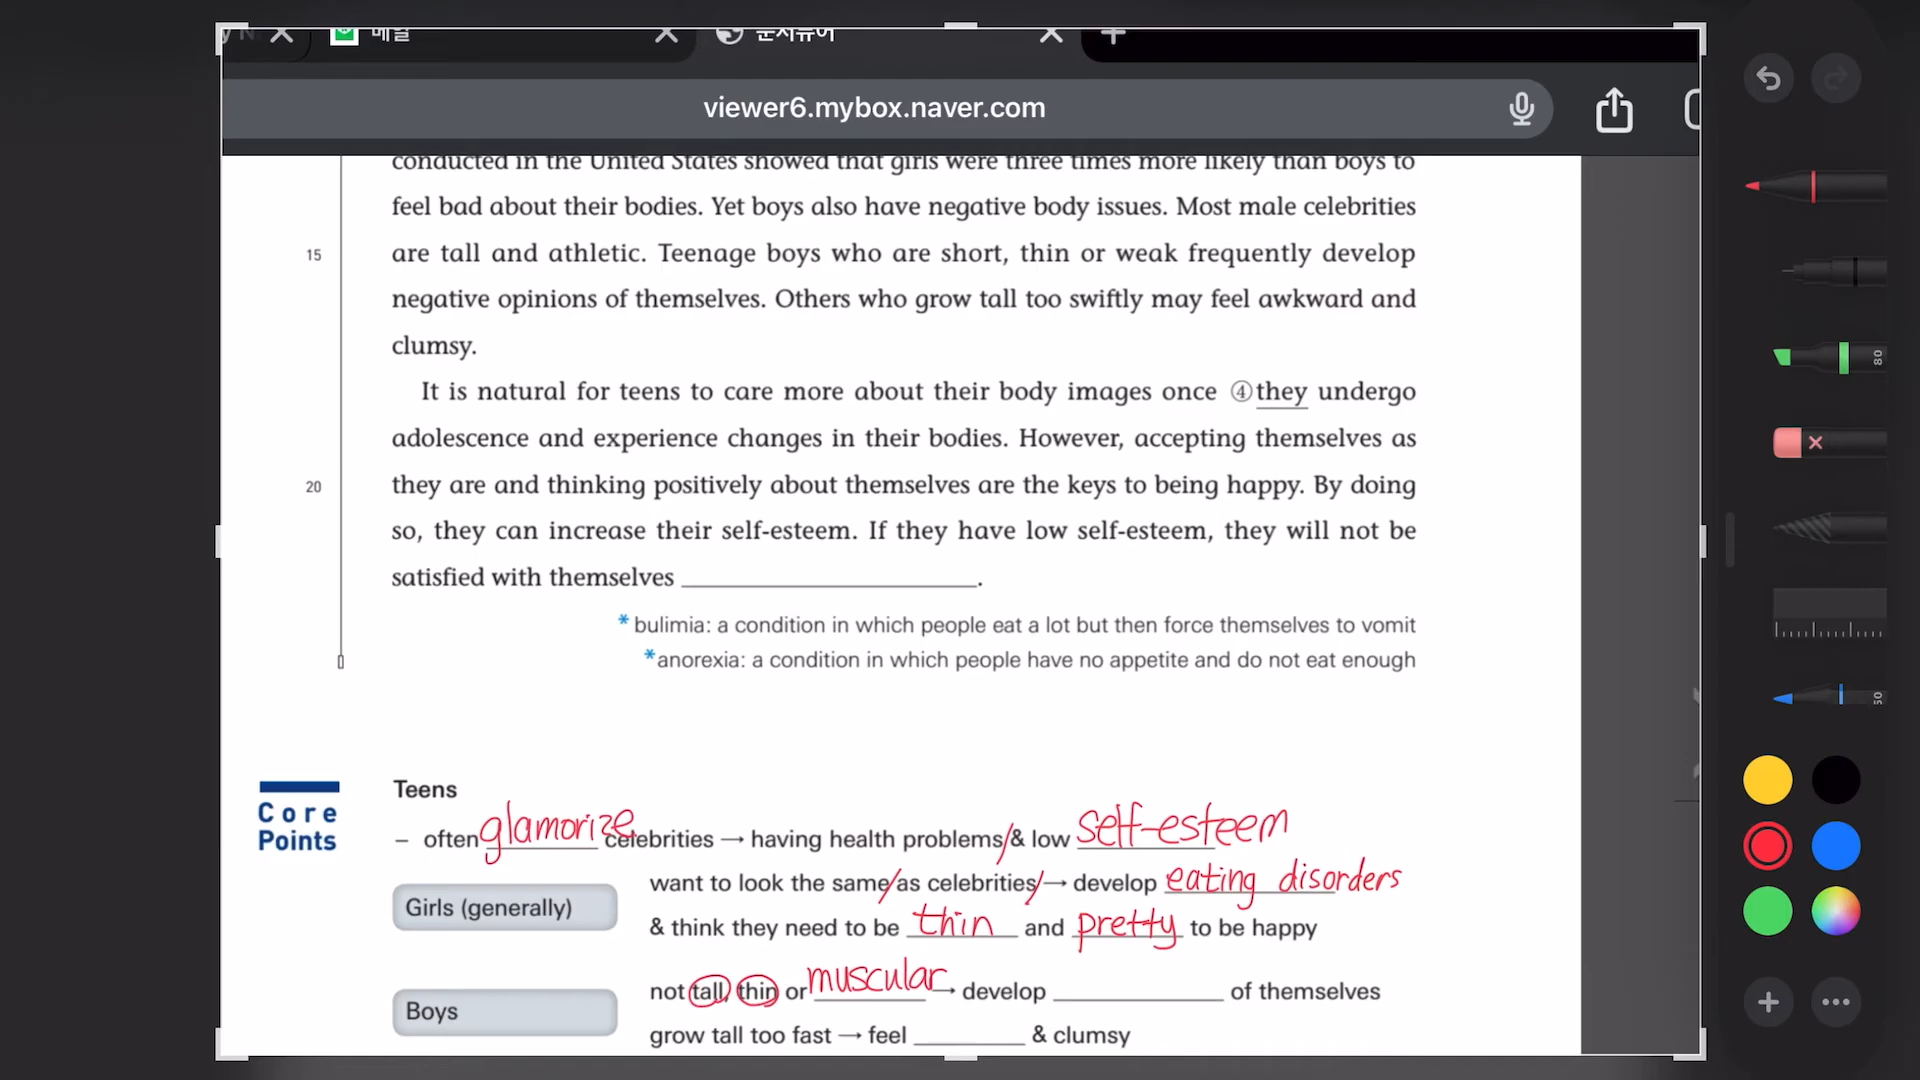 메일
문서뷰어
viewer6.mybox.naver.com
conducted in the United States showed that girls were three times more likely than boys to
feel bad about their bodies. Yet boys also have negative body issues. Most male celebrities
15 are tall and athletic. Teenage boys who are short, thin or weak frequently develop
negative opinions of themselves. Others who grow tall too swiftly may feel awkward and
clumsy.
It is natural for teens to care more about their body images once ④they undergo
adolescence and experience changes in their bodies. However, accepting themselves as
20 they are and thinking positively about themselves are the keys to being happy. By doing
so, they can increase their self-esteem. If they have low self-esteem, they will not be
satisfied with themselves ____________________.
*bulimia: a condition in which people eat a lot but then force themselves to vomit
*anorexia: a condition in which people have no appetite and do not eat enough
Core
Points
Teens
– often glamorize celebrities → having health problems/& low self-esteem
Girls (generally)
want to look the same/as celebrities/→ develop eating disorders
& think they need to be thin and pretty to be happy
Boys
not tall, thin or muscular → develop ____________ of themselves
grow tall too fast → feel ________ & clumsy
80
50